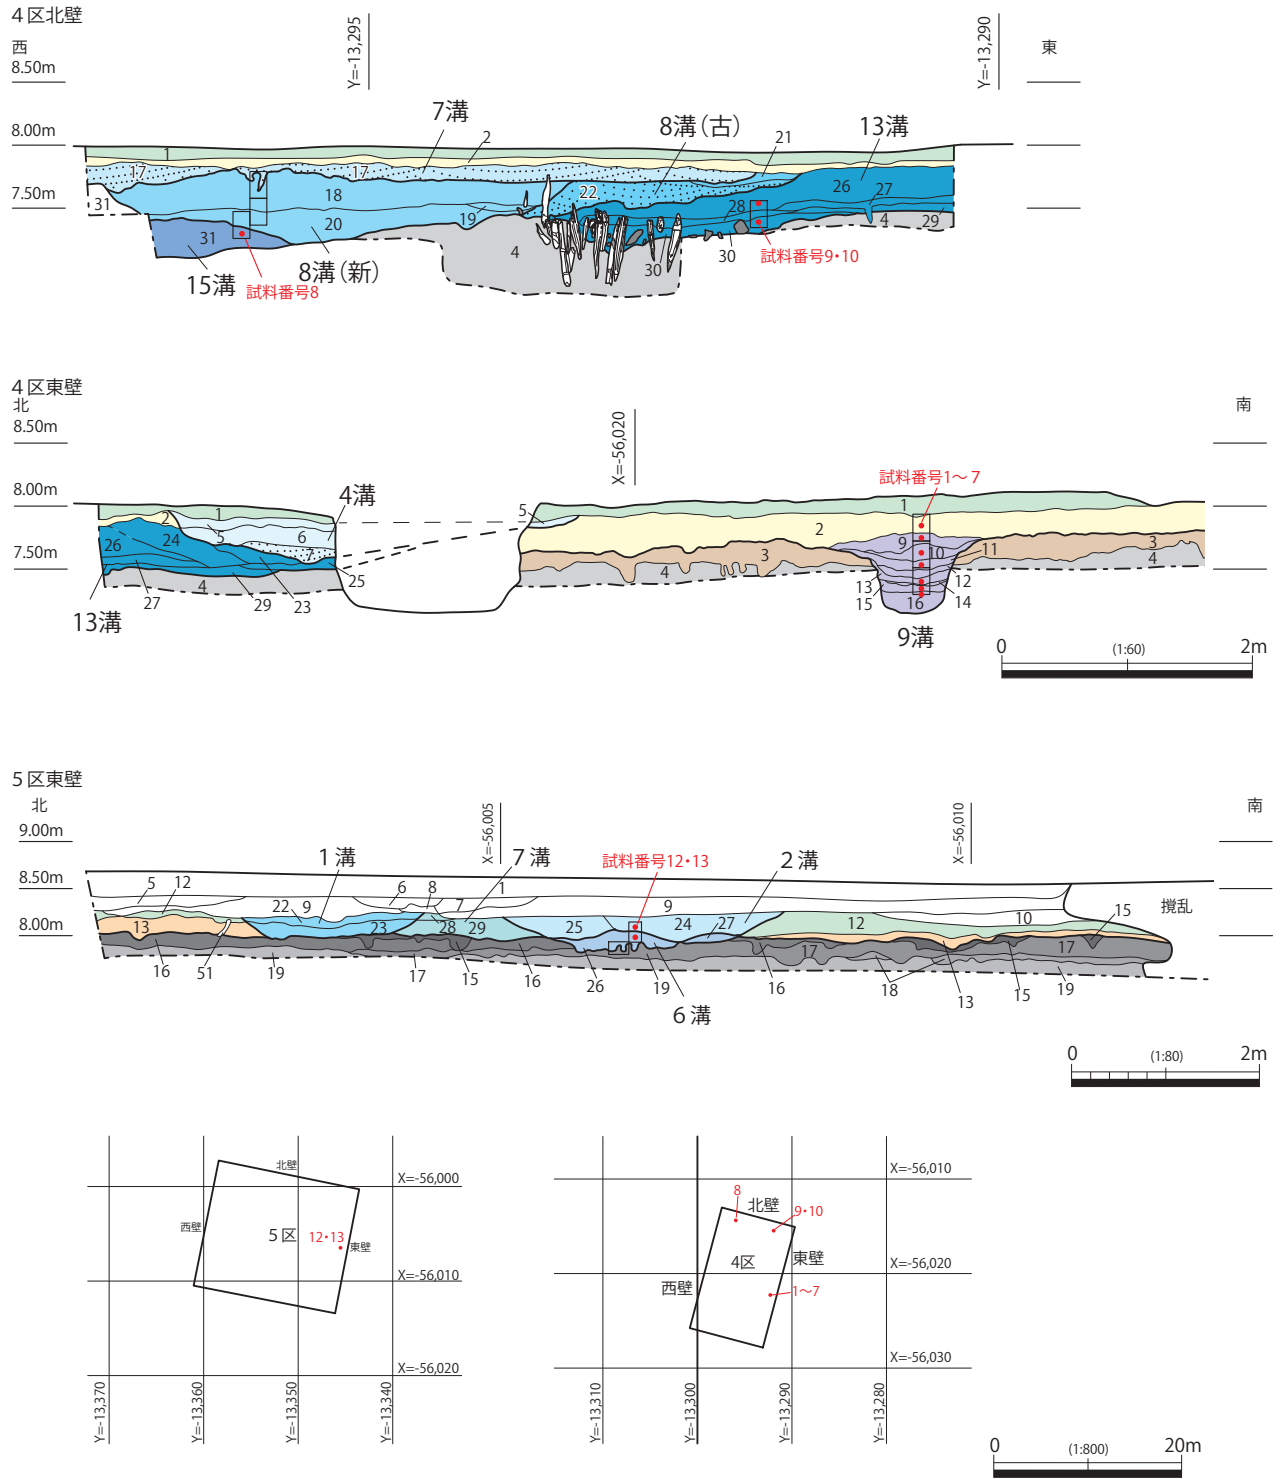 4区北壁
西
東
Y=-13,295
Y=-13,290
8.50m
8.00m
7.50m
7溝
8溝(古)
13溝
2
21
1
17
17
18
22
26
27
31
19
28
20
4
29
31
4
30
30
15溝
8溝(新)
試料番号8
試料番号9・10
4区東壁
北
南
X=-56,020
8.50m
8.00m
7.50m
試料番号1〜7
4溝
1
2
5
6
24
26
7
25
4
27
29
23
13溝
5
1
2
3
4
9
10
11
3
4
13
12
15
14
16
9溝
0
(1:60)
2m
5区東壁
北
南
X=-56,005
X=-56,010
9.00m
8.50m
8.00m
1溝
7溝
試料番号12・13
2溝
5
12
6
8
1
22
9
7
9
10
15
撹乱
13
23
28
29
25
24
27
12
17
17
16
51
19
17
15
16
26
19
16
18
13
15
19
6溝
0
(1:80)
2m
北壁
X=-56,000
西壁
5区
12・13
東壁
X=-56,010
X=-56,020
Y=-13,370
Y=-13,360
Y=-13,350
Y=-13,340
X=-56,010
8
北壁
9・10
4区
東壁
X=-56,020
西壁
1〜7
X=-56,030
Y=-13,310
Y=-13,300
Y=-13,290
Y=-13,280
0
(1:800)
20m